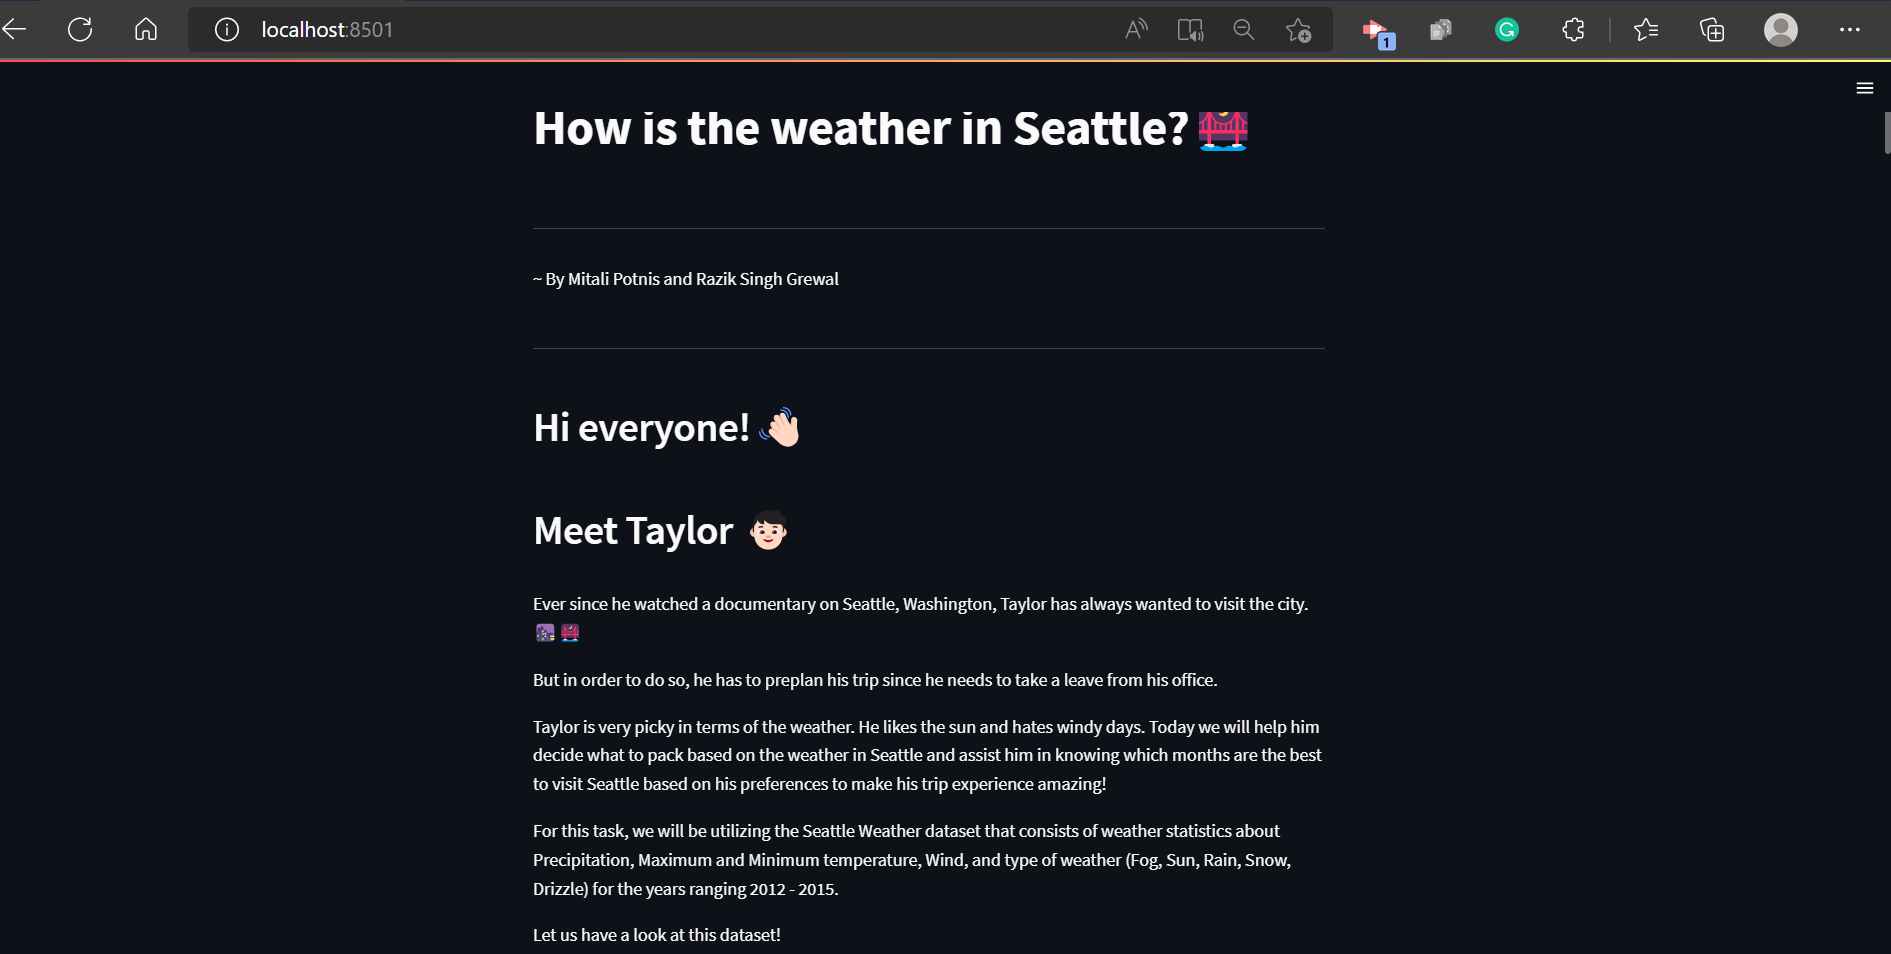 localhost:8501
1
How is the weather in Seattle?
~ By Mitali Potnis and Razik Singh Grewal
Hi everyone!
Meet Taylor
Ever since he watched a documentary on Seattle, Washington, Taylor has always wanted to visit the city.
But in order to do so, he has to preplan his trip since he needs to take a leave from his office.
Taylor is very picky in terms of the weather. He likes the sun and hates windy days. Today we will help him
decide what to pack based on the weather in Seattle and assist him in knowing which months are the best
to visit Seattle based on his preferences to make his trip experience amazing!
For this task, we will be utilizing the Seattle Weather dataset that consists of weather statistics about
Precipitation, Maximum and Minimum temperature, Wind, and type of weather (Fog, Sun, Rain, Snow,
Drizzle) for the years ranging 2012 - 2015.
Let us have a look at this dataset!